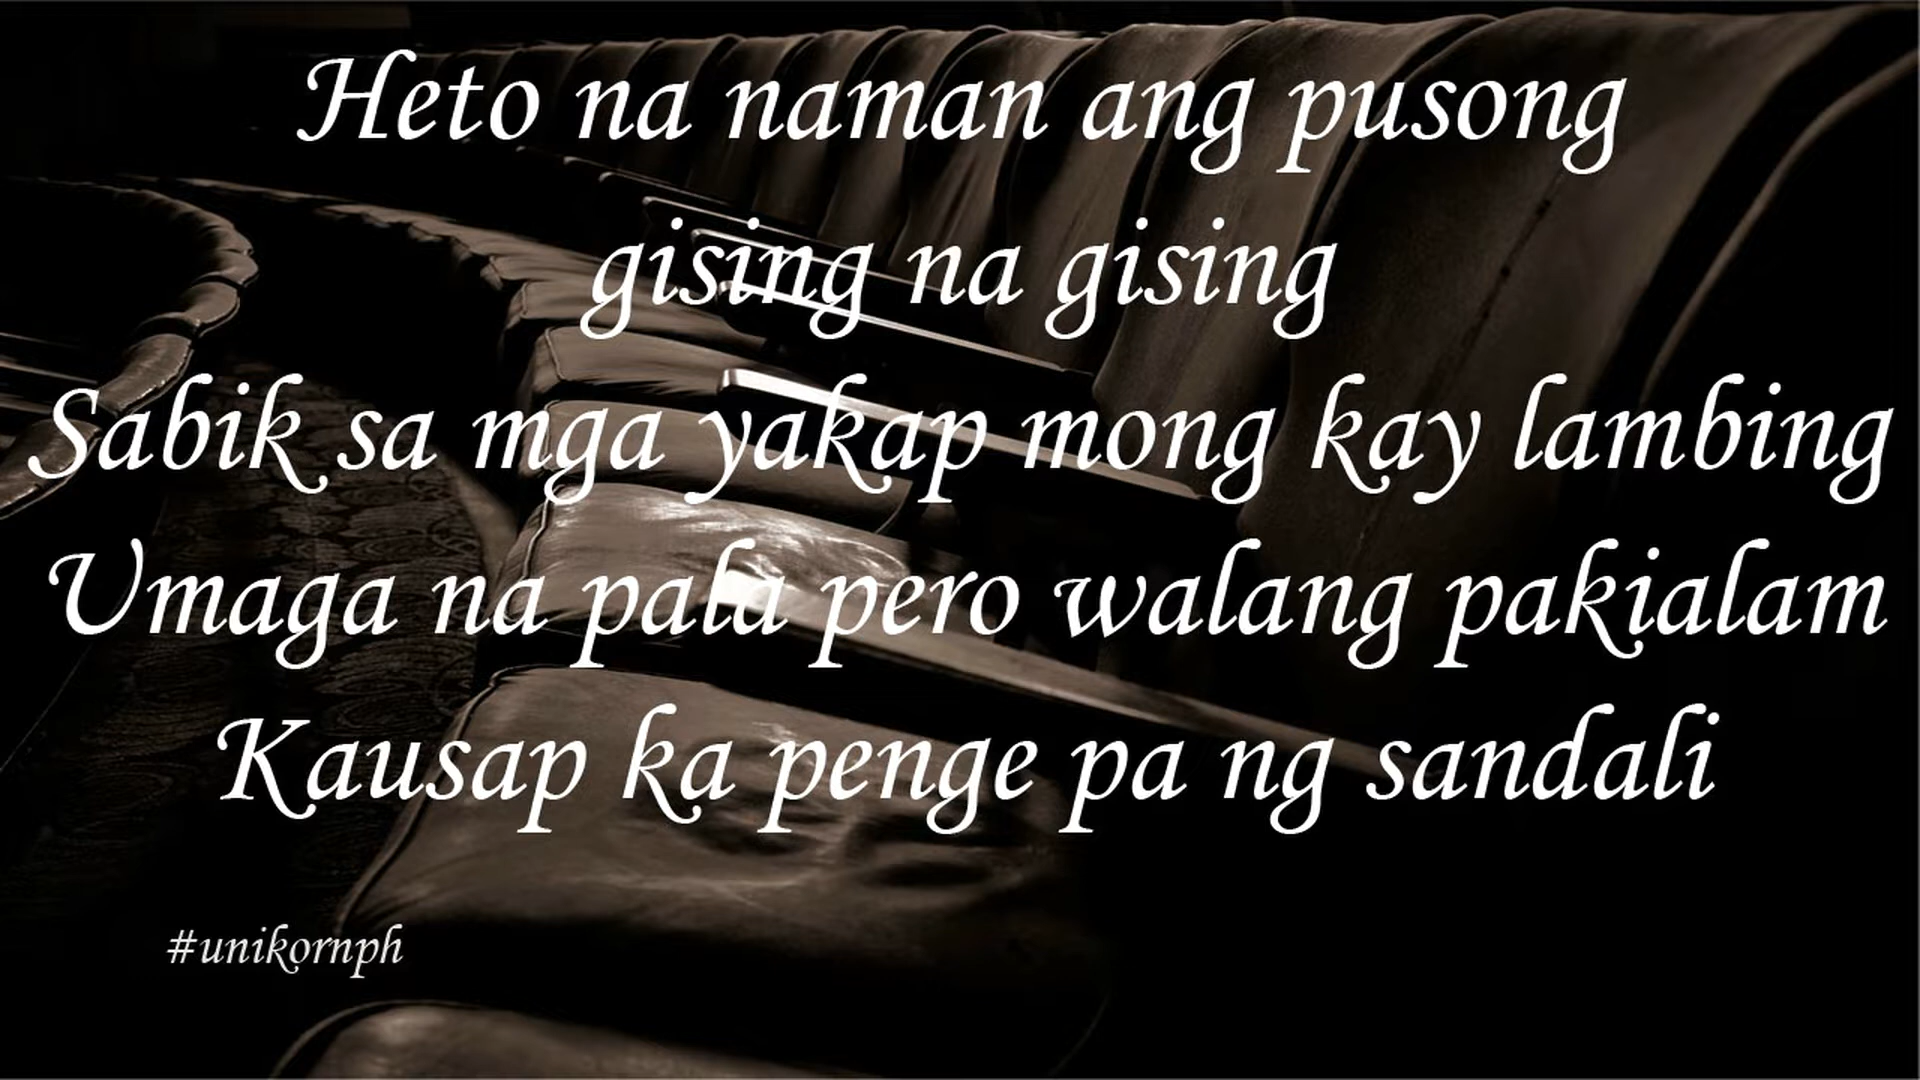 Heto na naman ang pusong
gising na gising
Sabik sa mga yakap mong kay lambing
Umaga na pala pero walang pakialam
Kausap ka penge pa ng sandali
#unikornph